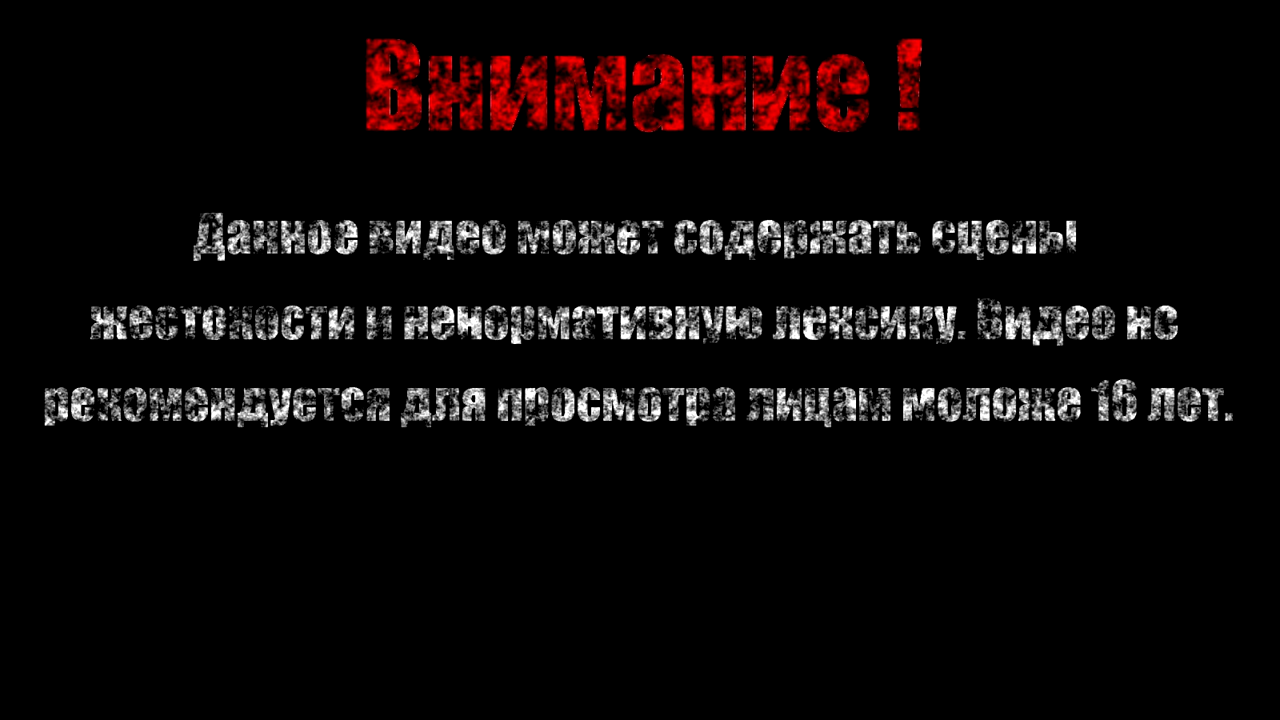 Внимание !
Данное видео может содержать сцены
жестокости и ненормативную лексику. Видео не
рекомендуется для просмотра лицам моложе 16 лет.